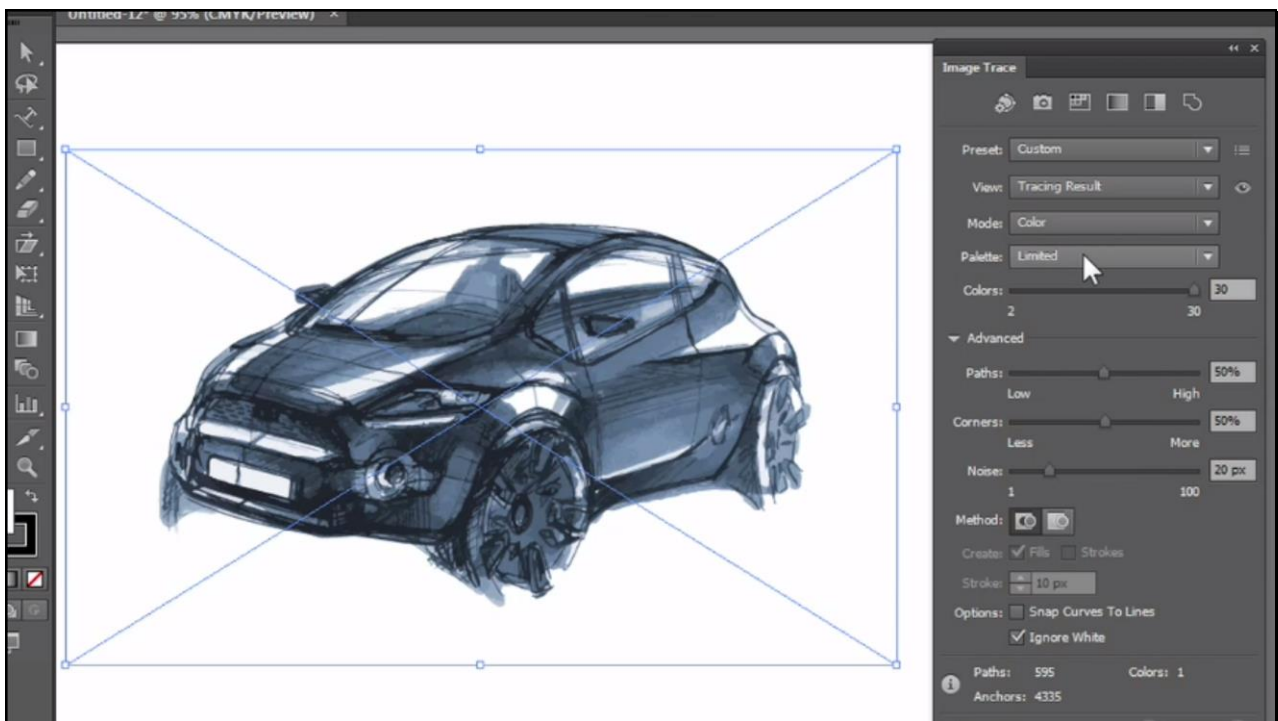 Untitled-12* @ 95% (CMYK/Preview) ×
Image Trace
Preset: Custom
View: Tracing Result
Mode: Color
Palette: Limited
Colors: 30
2 30
Advanced
Paths: 50%
Low High
Corners: 50%
Less More
Noise: 20 px
1 100
Method:
Create: Fills Strokes
Stroke: 10 px
Options: Snap Curves To Lines
Ignore White
Paths: 595 Colors: 1
Anchors: 4335